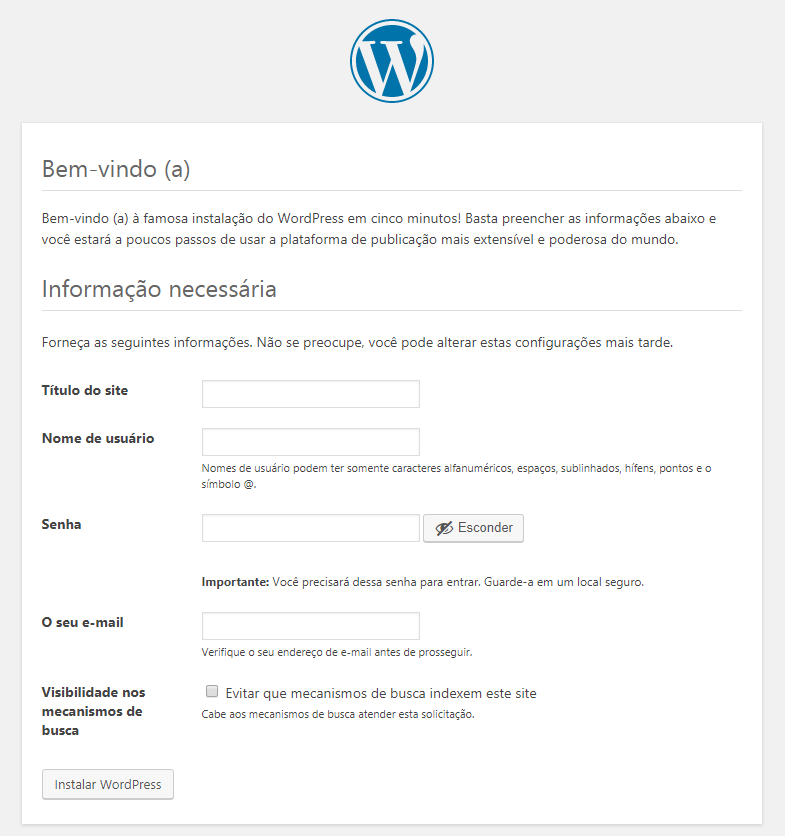 Bem-vindo (a)
Bem-vindo (a) à famosa instalação do WordPress em cinco minutos! Basta preencher as informações abaixo e
você estará a poucos passos de usar a plataforma de publicação mais extensível e poderosa do mundo.
Informação necessária
Forneça as seguintes informações. Não se preocupe, você pode alterar estas configurações mais tarde.
Título do site
Nome de usuário
Nomes de usuário podem ter somente caracteres alfanuméricos, espaços, sublinhados, hífens, pontos e o
símbolo @.
Senha
Esconder
Importante: Você precisará dessa senha para entrar. Guarde-a em um local seguro.
O seu e-mail
Verifique o seu endereço de e-mail antes de prosseguir.
Visibilidade nos
mecanismos de
busca
Evitar que mecanismos de busca indexem este site
Cabe aos mecanismos de busca atender esta solicitação.
Instalar WordPress